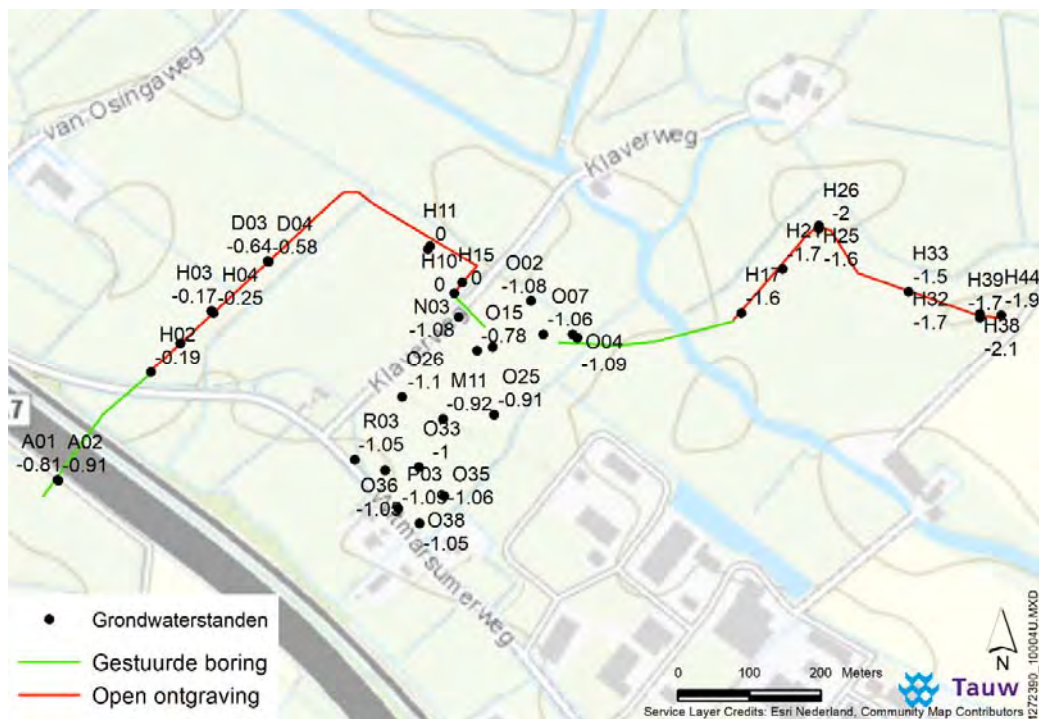 van Osingaweg
Klaverweg
H26
-2
H11
0
D03 D04
-0.64 -0.58
H21
-1.7
H25
-1.6
H33
-1.5
H10
0
H15
0
O02
-1.08
H03
-0.17
H04
-0.25
H17
-1.6
H32
-1.7
H39
-1.7
H44
-1.9
H38
-2.1
N03
-1.08
O15
-0.78
O07
-1.06
O04
-1.09
H02
-0.19
Klaverweg
O26
-1.1
M11
-0.92
O25
-0.91
7
R03
-1.05
O33
-1
A01 A02
-0.81 -0.91
O36
P03
O35
-1.06
O38
-1.05
Grondwaterstanden
Gestuurde boring
Open ontgraving
0 200 Meters
N
Tauw
Service Layer Credits: Esri Nederland, Community Map Contributors
1272390_10004U.MXD